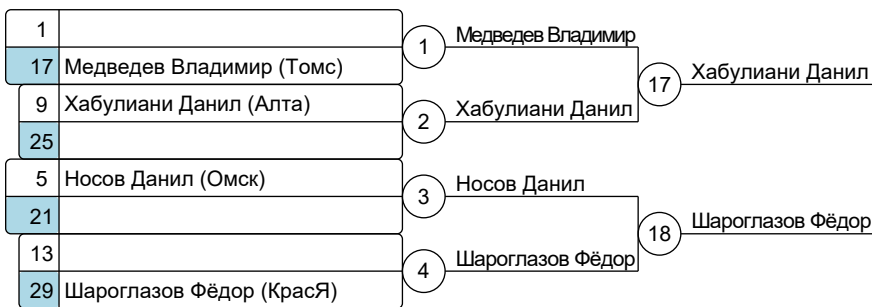 1
17 Медведев Владимир (Томс)
1
Медведев Владимир
9 Хабулиани Данил (Алта)
25
2
Хабулиани Данил
17
Хабулиани Данил
5 Носов Данил (Омск)
21
3
Носов Данил
13
29 Шароглазов Фёдор (КрасЯ)
4
Шароглазов Фёдор
18
Шароглазов Фёдор